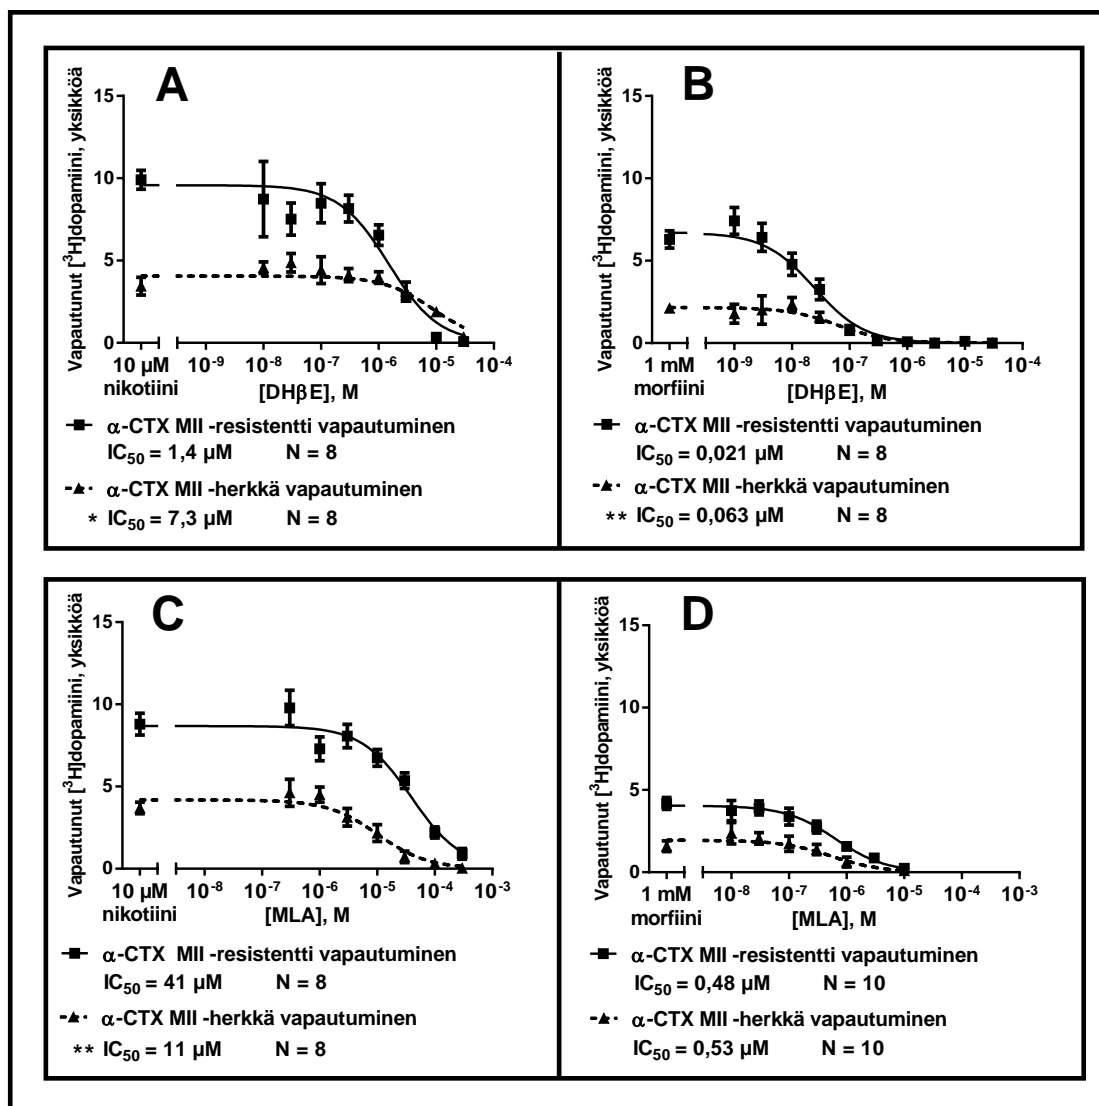 A
Vapautunut [³H]dopamiini, yksikköä
15
10
5
0
10 µM
nikotiini
10⁻⁹ 10⁻⁸ 10⁻⁷ 10⁻⁶ 10⁻⁵ 10⁻⁴
[DHβE], M
α-CTX MII -resistentti vapautuminen
IC₅₀ = 1,4 µM N = 8
α-CTX MII -herkkä vapautuminen
* IC₅₀ = 7,3 µM N = 8
B
Vapautunut [³H]dopamiini, yksikköä
15
10
5
0
1 mM
morfiini
10⁻⁹ 10⁻⁸ 10⁻⁷ 10⁻⁶ 10⁻⁵ 10⁻⁴
[DHβE], M
α-CTX MII -resistentti vapautuminen
IC₅₀ = 0,021 µM N = 8
α-CTX MII -herkkä vapautuminen
** IC₅₀ = 0,063 µM N = 8
C
Vapautunut [³H]dopamiini, yksikköä
15
10
5
0
10 µM
nikotiini
10⁻⁸ 10⁻⁷ 10⁻⁶ 10⁻⁵ 10⁻⁴ 10⁻³
[MLA], M
α-CTX MII -resistentti vapautuminen
IC₅₀ = 41 µM N = 8
α-CTX MII -herkkä vapautuminen
** IC₅₀ = 11 µM N = 8
D
Vapautunut [³H]dopamiini, yksikköä
15
10
5
0
1 mM
morfiini
10⁻⁸ 10⁻⁷ 10⁻⁶ 10⁻⁵ 10⁻⁴ 10⁻³
[MLA], M
α-CTX MII -resistentti vapautuminen
IC₅₀ = 0,48 µM N = 10
α-CTX MII -herkkä vapautuminen
IC₅₀ = 0,53 µM N = 10